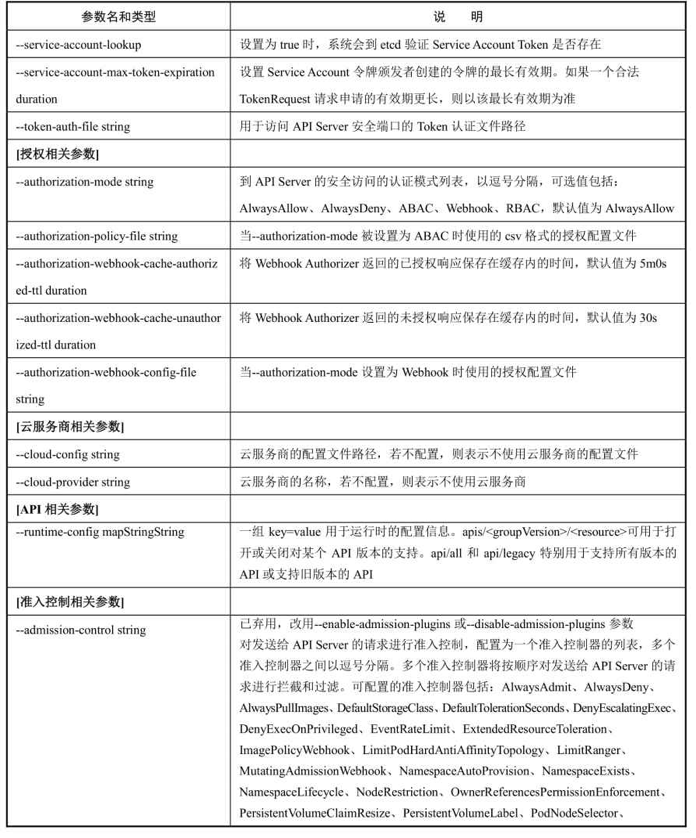 参数名和类型 说 明
--service-account-lookup 设置为 true 时，系统会到 etcd 验证 Service Account Token 是否存在
--service-account-max-token-expiration 设置 Service Account 令牌颁发者创建的令牌的最长有效期。如果一个合法
duration TokenRequest 请求申请的有效期更长，则以该最长有效期为准
--token-auth-file string 用于访问 API Server 安全端口的 Token 认证文件路径
[授权相关参数]
--authorization-mode string 到 API Server 的安全访问的认证模式列表，以逗号分隔，可选值包括：
AlwaysAllow、AlwaysDeny、ABAC、Webhook、RBAC，默认值为 AlwaysAllow
--authorization-policy-file string 当--authorization-mode 被设置为 ABAC 时使用的 csv 格式的授权配置文件
--authorization-webhook-cache-authoriz 将 Webhook Authorizer 返回的已授权响应保存在缓存内的时间，默认值为 5m0s
ed-ttl duration
--authorization-webhook-cache-unauthor 将 Webhook Authorizer 返回的未授权响应保存在缓存内的时间，默认值为 30s
ized-ttl duration
--authorization-webhook-config-file 当--authorization-mode 设置为 Webhook 时使用的授权配置文件
string
[云服务商相关参数]
--cloud-config string 云服务商的配置文件路径，若不配置，则表示不使用云服务商的配置文件
--cloud-provider string 云服务商的名称，若不配置，则表示不使用云服务商
[API 相关参数]
--runtime-config mapStringString 一组 key=value 用于运行时的配置信息。apis/<groupVersion>/<resource>可用于打
开或关闭对某个 API 版本的支持。api/all 和 api/legacy 特别用于支持所有版本的
API 或支持旧版本的 API
[准入控制相关参数]
--admission-control string 已弃用，改用--enable-admission-plugins 或--disable-admission-plugins 参数
对发送给 API Server 的请求进行准入控制，配置为一个准入控制器的列表，多个
准入控制器之间以逗号分隔。多个准入控制器将按顺序对发送给 API Server 的请
求进行拦截和过滤。可配置的准入控制器包括：AlwaysAdmit、AlwaysDeny、
AlwaysPullImages、DefaultStorageClass、DefaultTolerationSeconds、DenyEscalatingExec、
DenyExecOnPrivileged、EventRateLimit、ExtendedResourceToleration、
ImagePolicyWebhook、LimitPodHardAntiAffinityTopology、LimitRanger、
MutatingAdmissionWebhook、NamespaceAutoProvision、NamespaceExists、
NamespaceLifecycle、NodeRestriction、OwnerReferencesPermissionEnforcement、
PersistentVolumeClaimResize、PersistentVolumeLabel、PodNodeSelector、